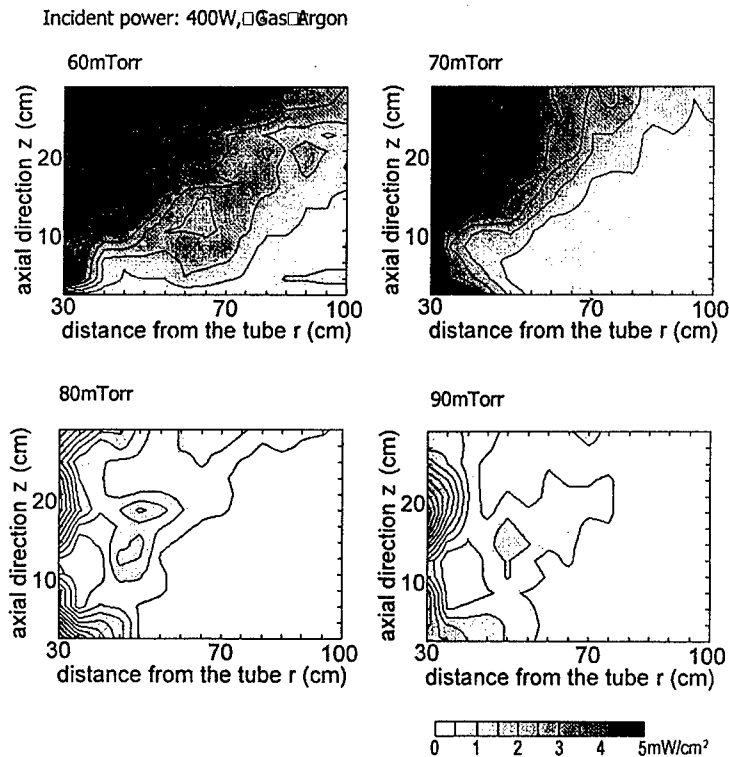 Incident power: 400W,□Gas□Argon
60mTorr
70mTorr
axial direction z (cm)
20
10
30
70
100
distance from the tube r (cm)
axial direction z (cm)
20
10
30
70
100
distance from the tube r (cm)
80mTorr
90mTorr
axial direction z (cm)
20
10
30
70
100
distance from the tube r (cm)
axial direction z (cm)
20
10
30
70
100
distance from the tube r (cm)
0 1 2 3 4 5mW/cm²